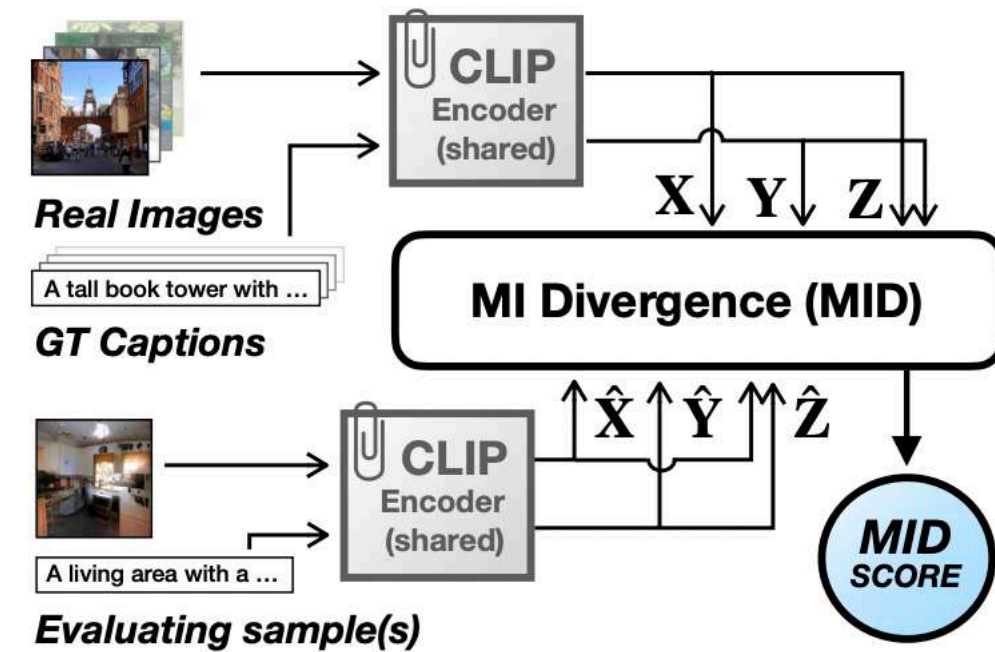 CLIP
Encoder
(shared)
Real Images
X Y Z
A tall book tower with ...
GT Captions
MI Divergence (MID)
X̂ Ŷ Ẑ
CLIP
Encoder
(shared)
A living area with a ...
Evaluating sample(s)
MID
SCORE